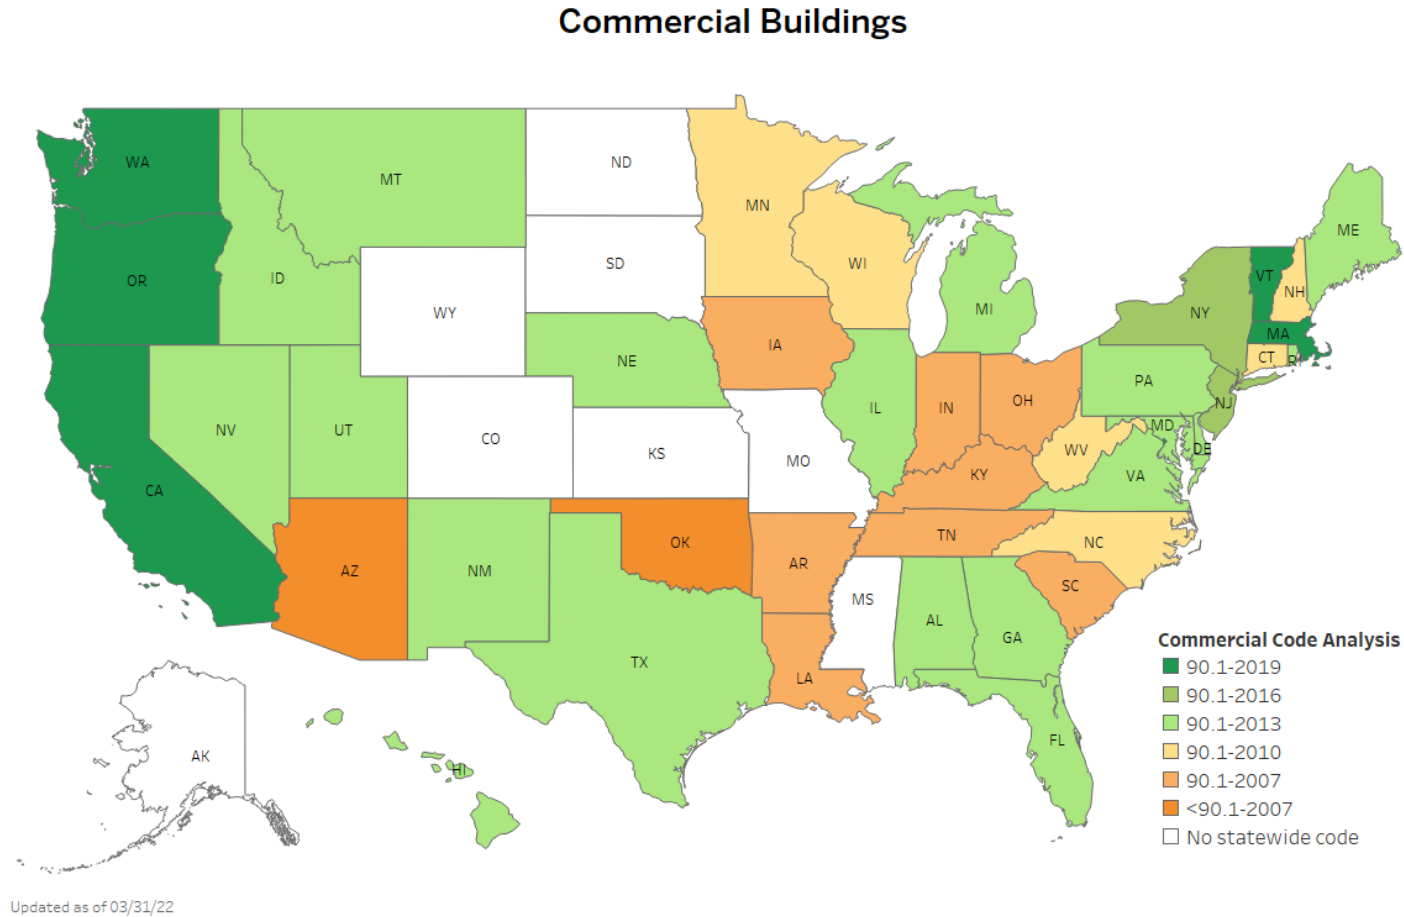 Commercial Buildings
WA
MT
ND
MN
OR
ID
WY
SD
WI
MI
ME
VT
NH
NY
MA
CT
RI
IA
NE
PA
NV
UT
CO
KS
MO
IL
IN
OH
NJ
MD
DE
WV
VA
KY
CA
AZ
NM
OK
AR
TN
NC
SC
MS
AL
GA
TX
LA
FL
AK
HI
Commercial Code Analysis
90.1-2019
90.1-2016
90.1-2013
90.1-2010
90.1-2007
<90.1-2007
No statewide code
Updated as of 03/31/22